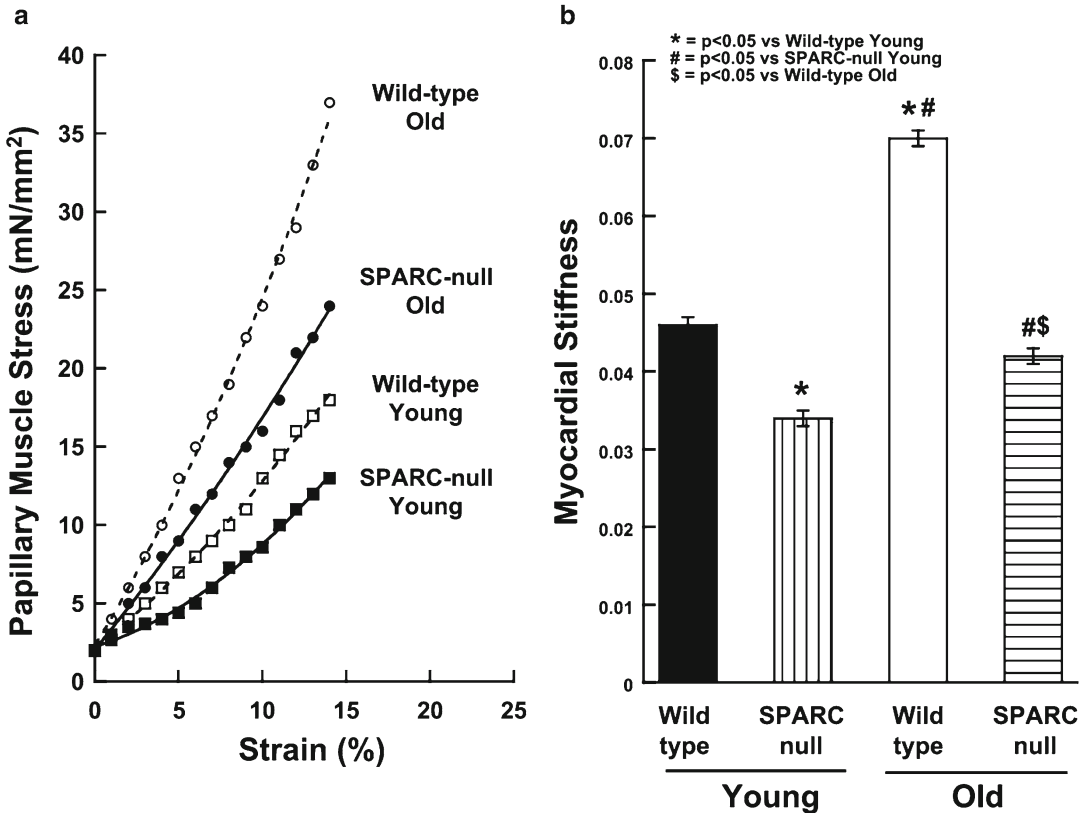 a
40
35
30
25
20
15
10
5
0
Papillary Muscle Stress (mN/mm²)
Wild-type
Old
SPARC-null
Old
Wild-type
Young
SPARC-null
Young
0 5 10 15 20 25
Strain (%)
b
* = p<0.05 vs Wild-type Young
# = p<0.05 vs SPARC-null Young
$ = p<0.05 vs Wild-type Old
0.08
0.07
0.06
0.05
0.04
0.03
0.02
0.01
0
Myocardial Stiffness
*
*#
#$
Wild
type
SPARC
null
Wild
type
SPARC
null
Young
Old